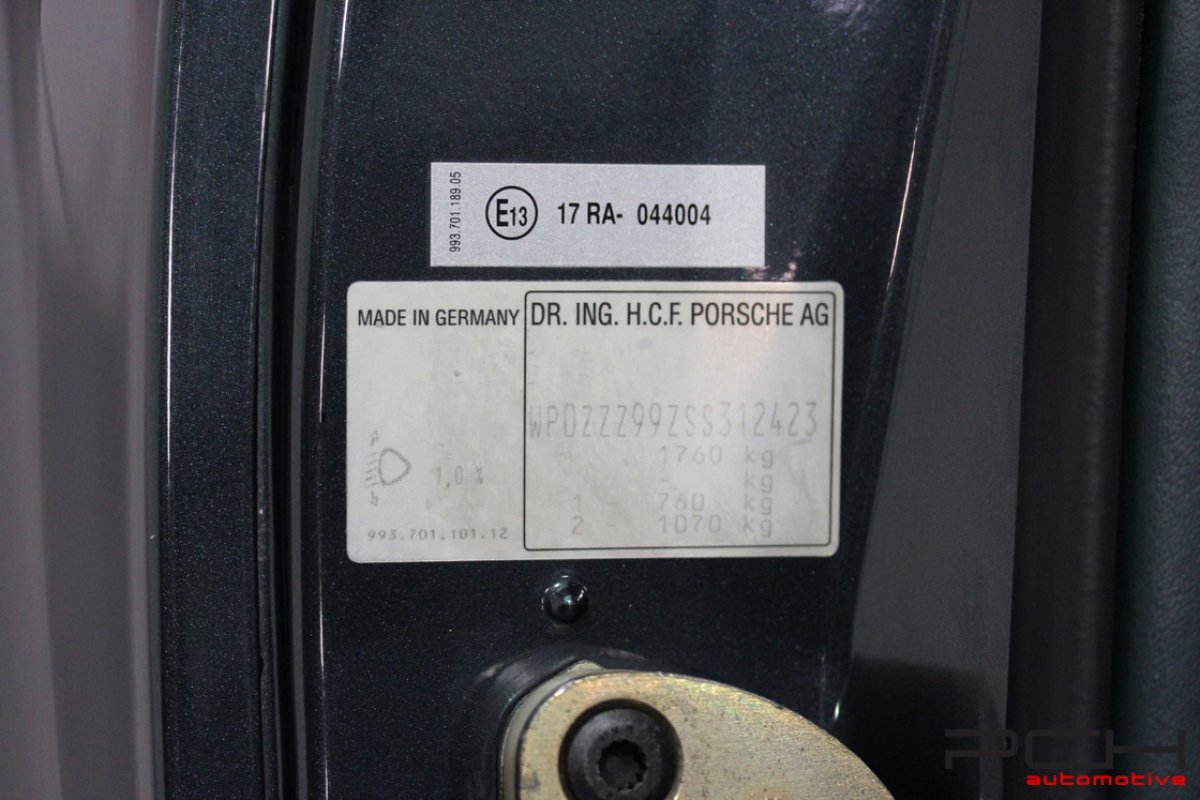 993.701.189.05
E13 17 RA- 044004
MADE IN GERMANY
DR. ING. H.C.F. PORSCHE AG
WP0ZZZ99ZSS312423
1760 kg
- kg
1 - 760 kg
2 - 1070 kg
1,0 %
993.701.101.12
PCH
automotive